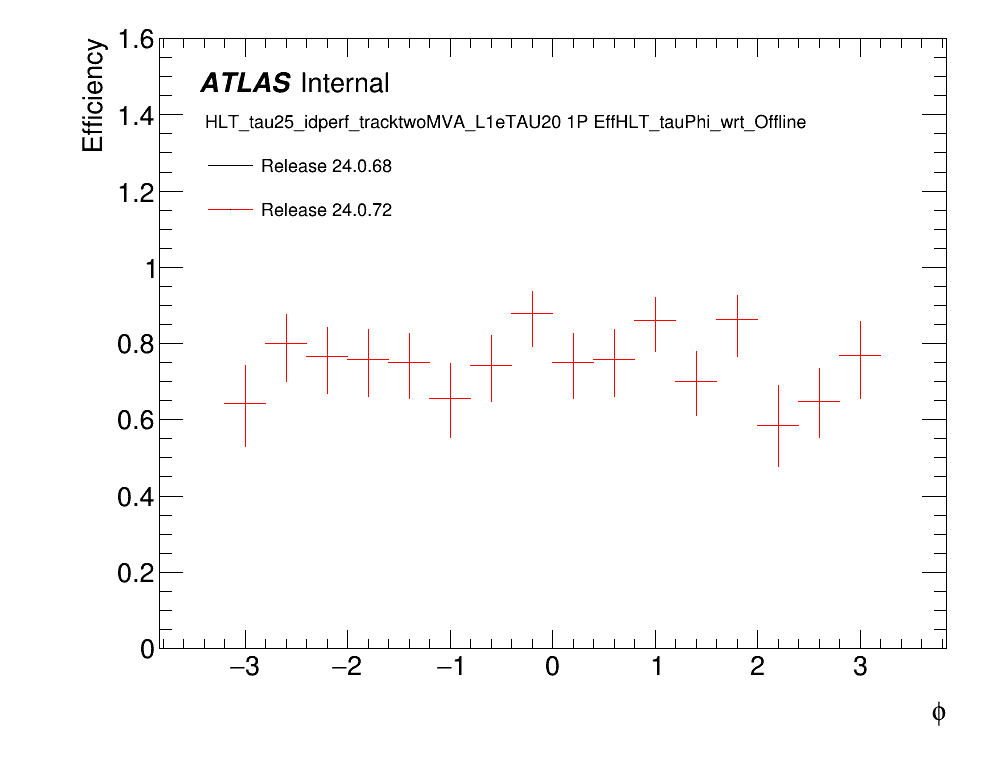 Efficiency
1.6
1.4
1.2
1
0.8
0.6
0.4
0.2
0
ATLAS Internal
HLT_tau25_idperf_tracktwoMVA_L1eTAU20 1P EffHLT_tauPhi_wrt_Offline
Release 24.0.68
Release 24.0.72
−3 −2 −1 0 1 2 3
ϕ